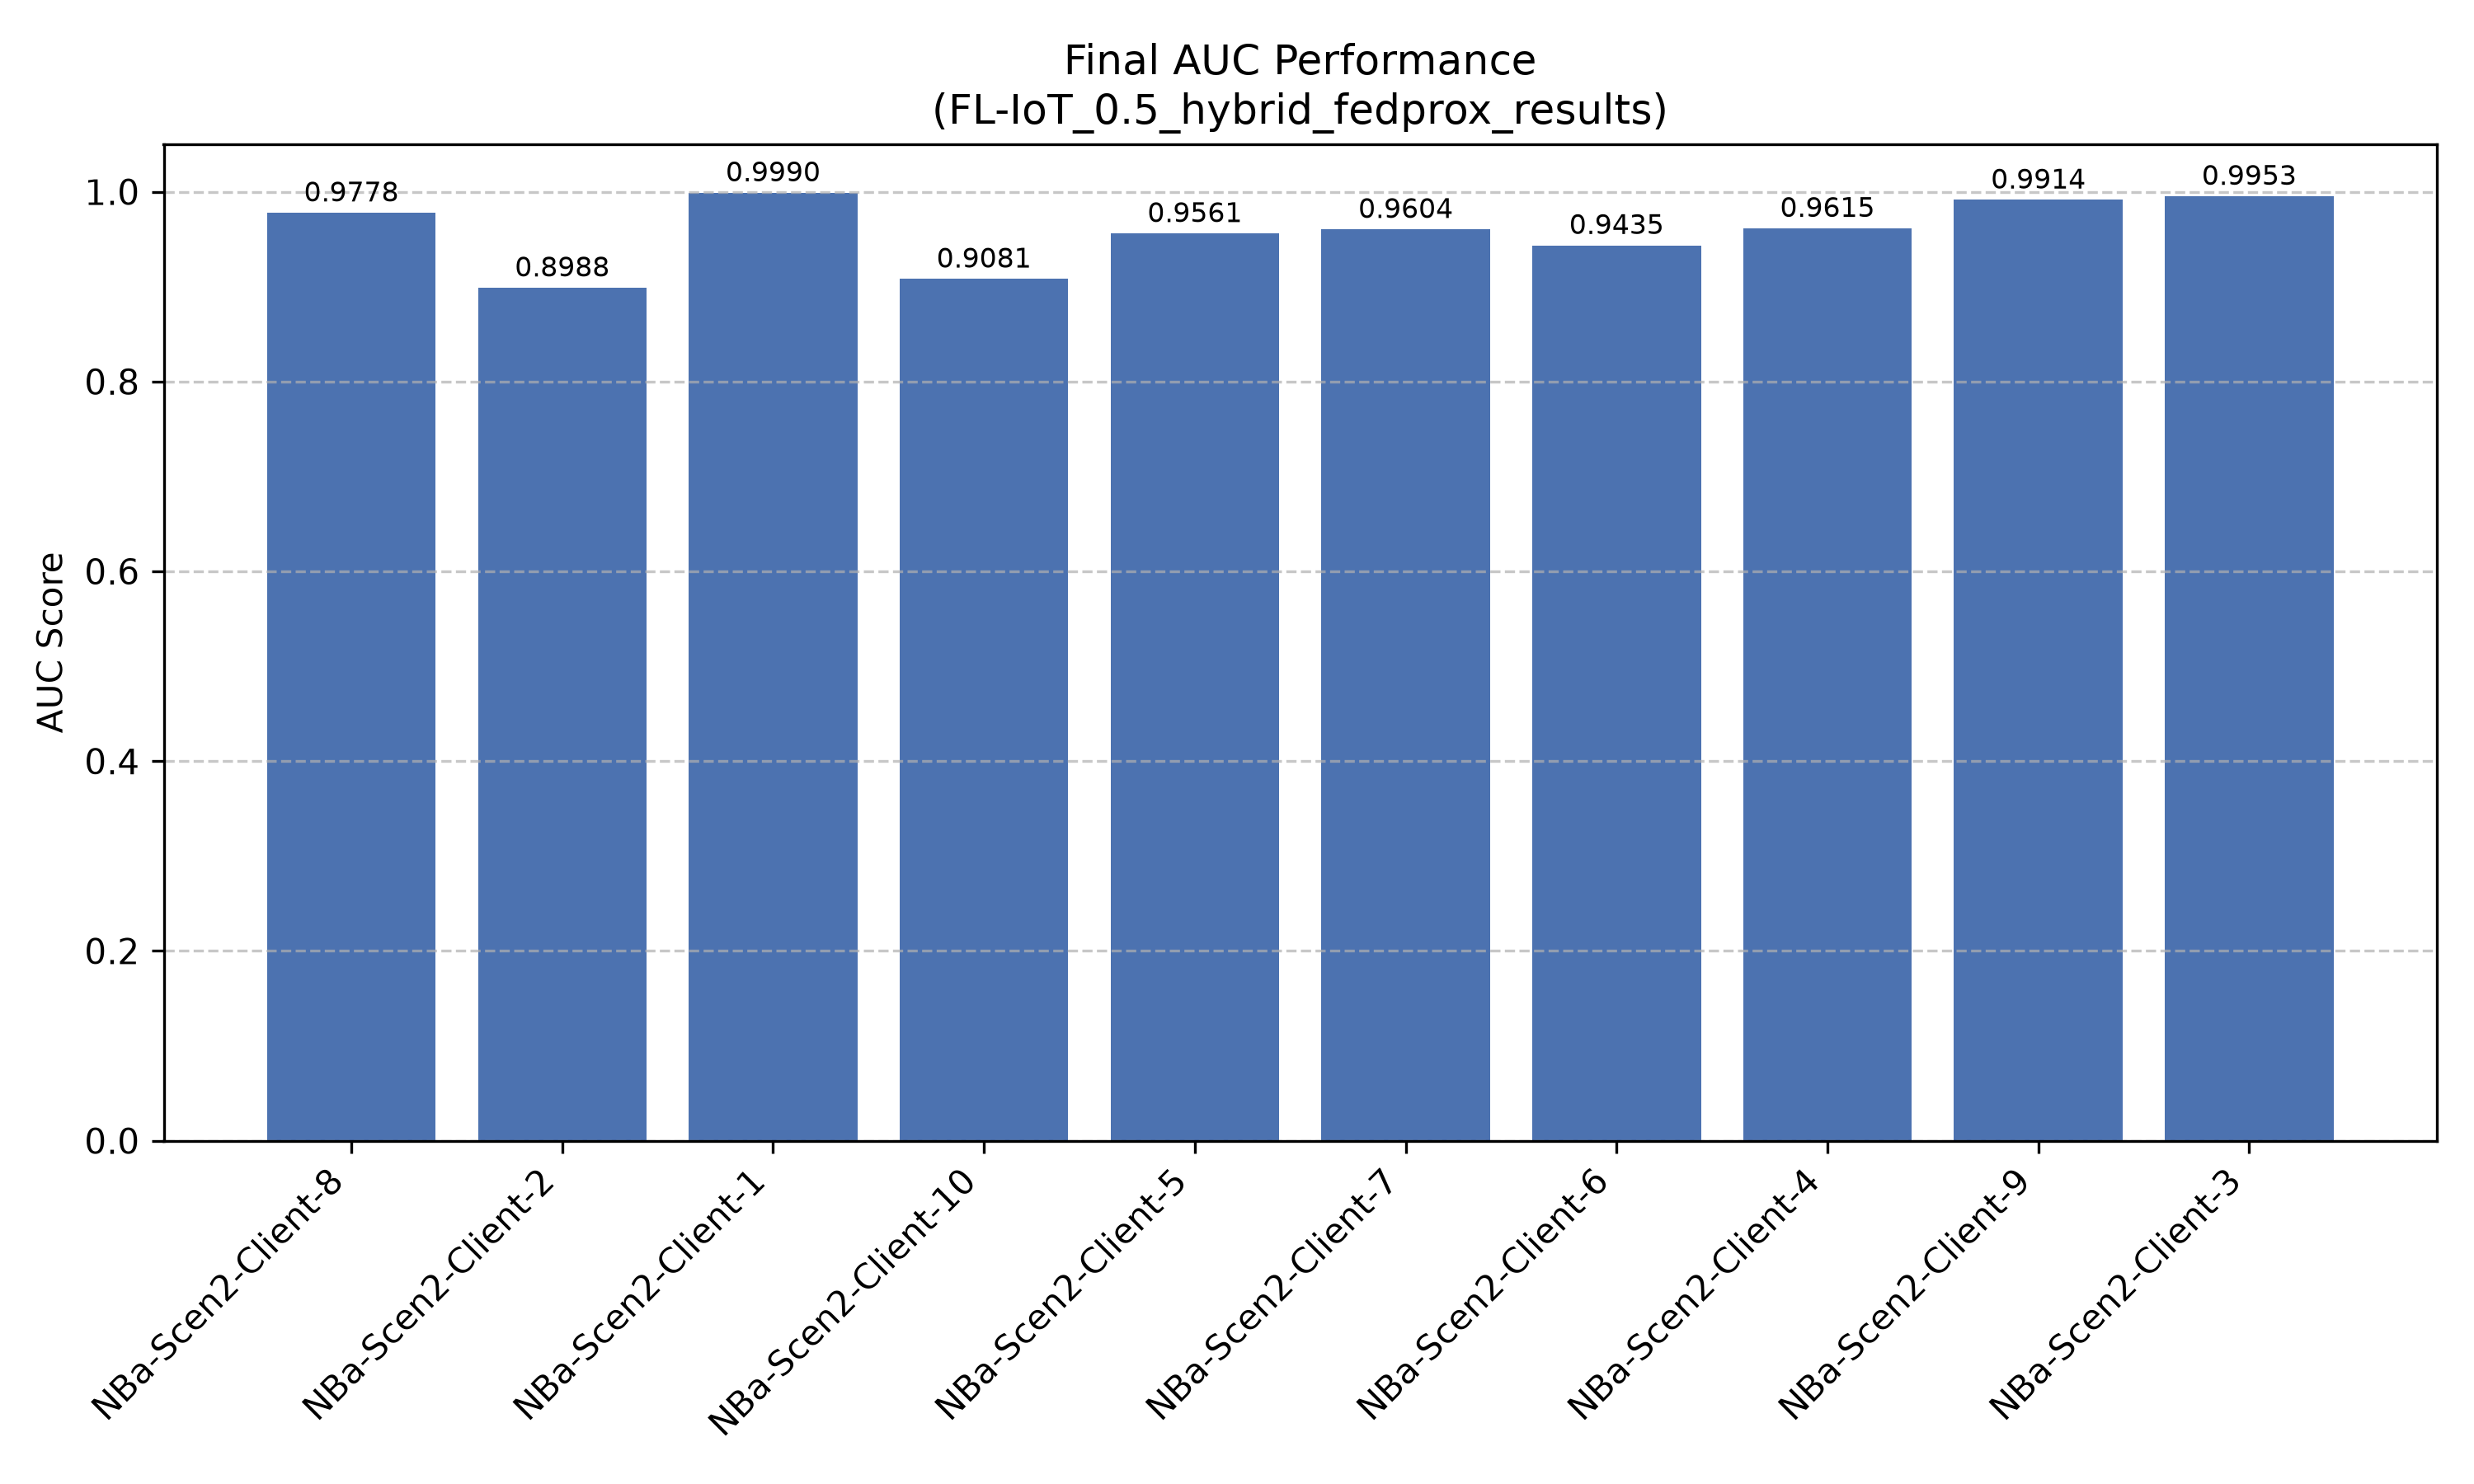 Final AUC Performance
(FL-IoT_0.5_hybrid_fedprox_results)
AUC Score
1.0
0.8
0.6
0.4
0.2
0.0
0.9778
0.8988
0.9990
0.9081
0.9561
0.9604
0.9435
0.9615
0.9914
0.9953
NBa-Scen2-Client-8
NBa-Scen2-Client-2
NBa-Scen2-Client-1
NBa-Scen2-Client-10
NBa-Scen2-Client-5
NBa-Scen2-Client-7
NBa-Scen2-Client-6
NBa-Scen2-Client-4
NBa-Scen2-Client-9
NBa-Scen2-Client-3